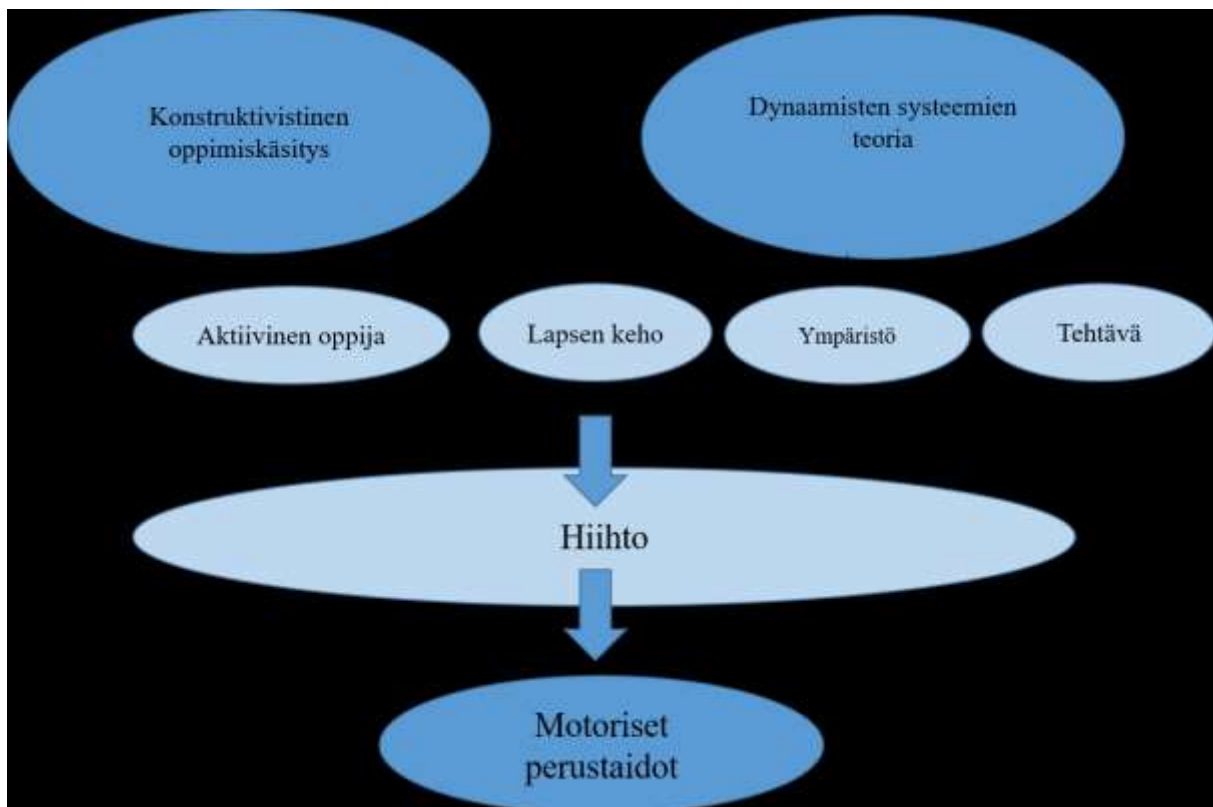 Konstruktivistinen
oppimiskäsitys
Dynaamisten systeemien
teoria
Aktiivinen oppija
Lapsen keho
Ympäristö
Tehtävä
Hiihto
Motoriset
perustaidot